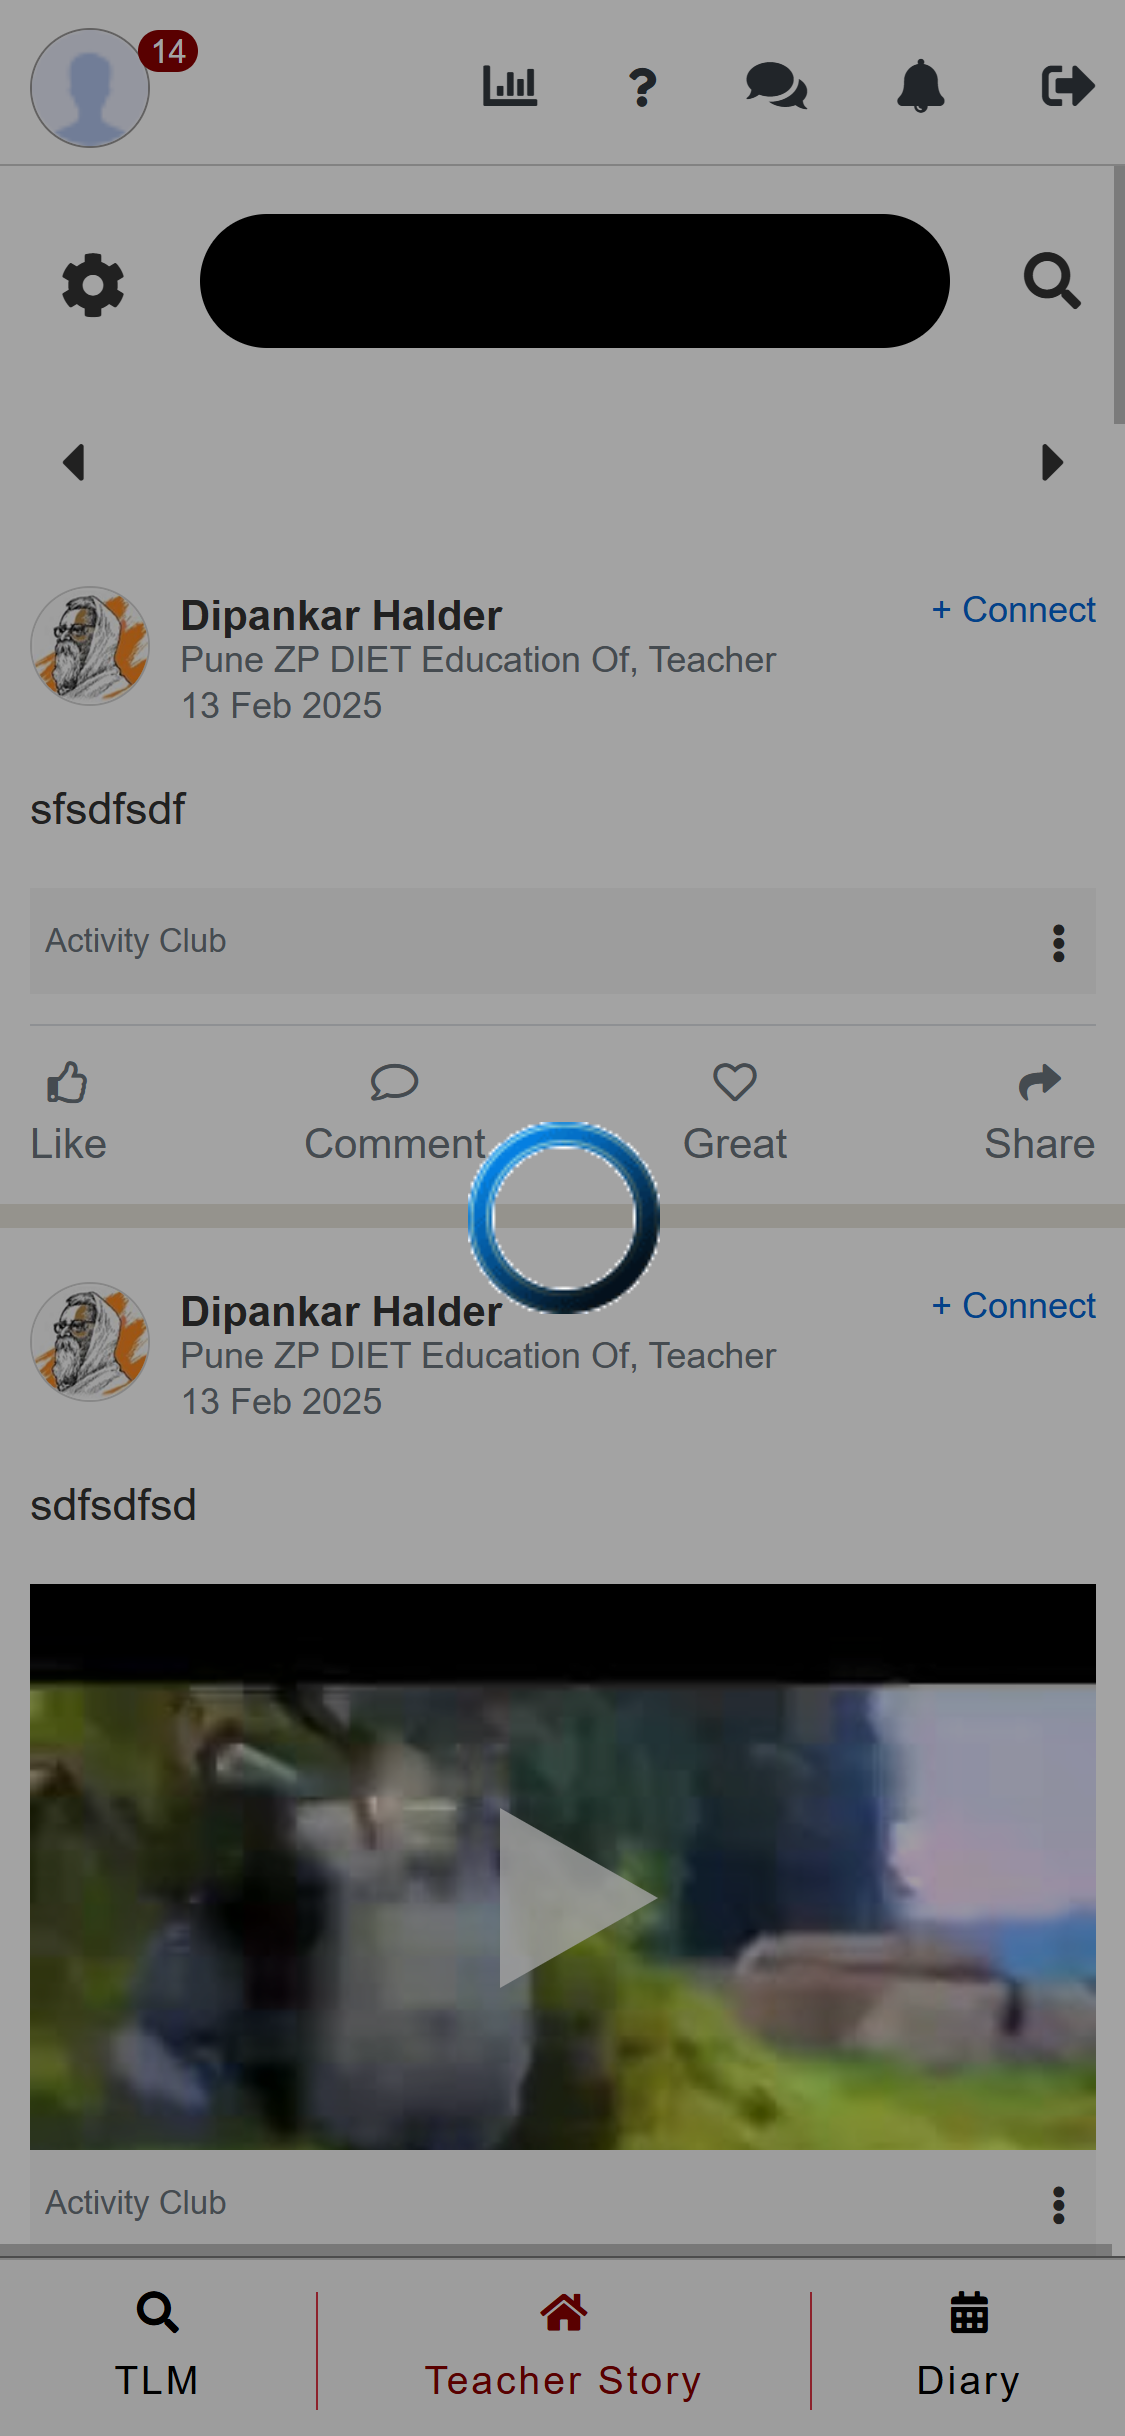 14
Dipankar Halder
+ Connect
Pune ZP DIET Education Of, Teacher
13 Feb 2025
sfsdfsdf
Activity Club
Like
Comment
Great
Share
Dipankar Halder
+ Connect
Pune ZP DIET Education Of, Teacher
13 Feb 2025
sdfsdfsd
Activity Club
TLM
Teacher Story
Diary